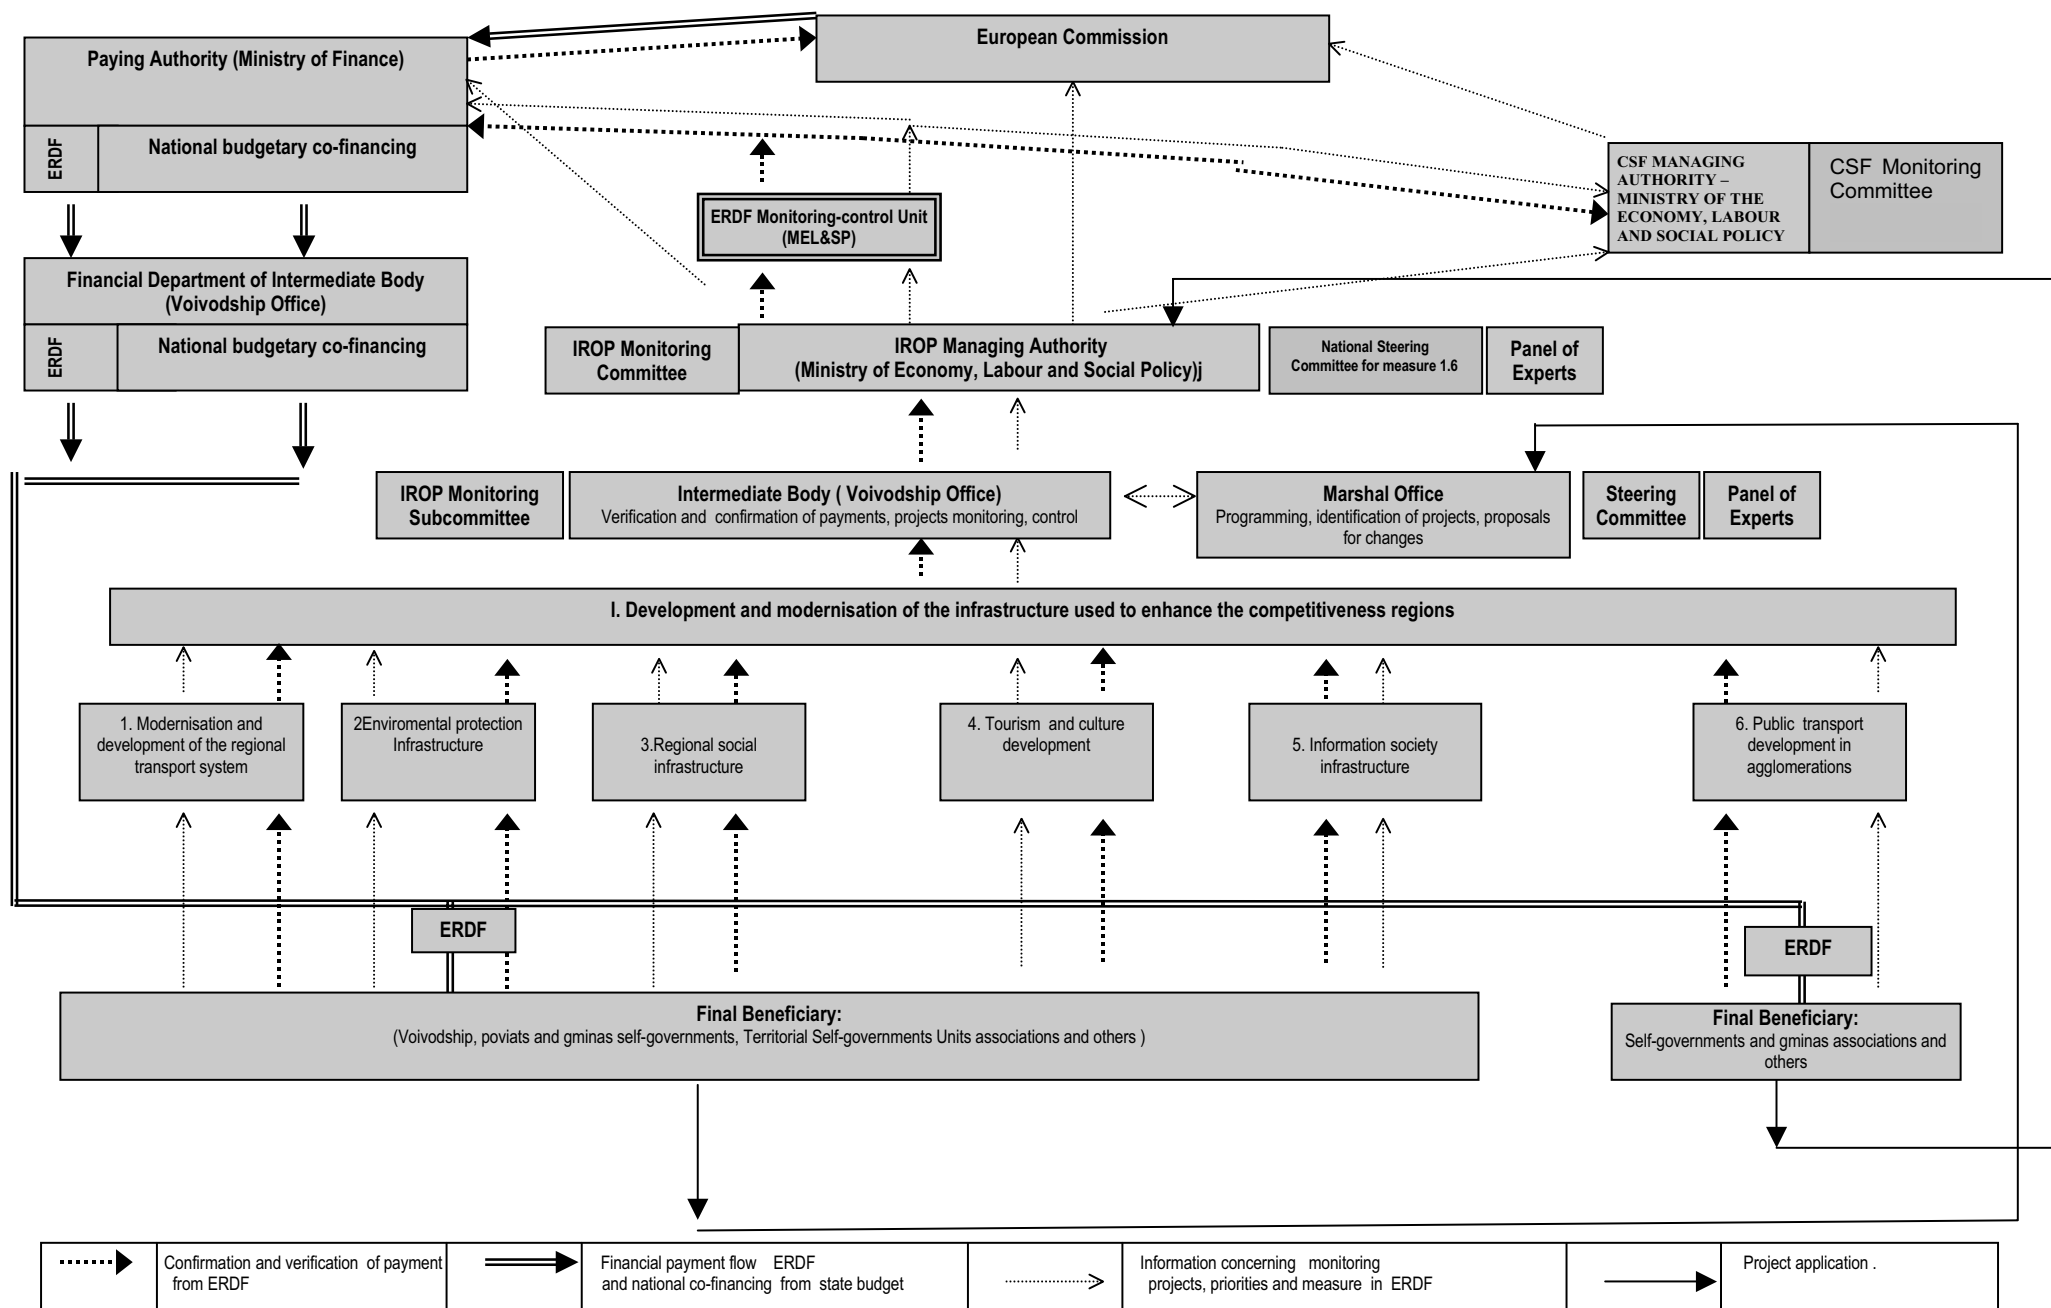 European Commission
Paying Authority (Ministry of Finance)
ERDF
National budgetary co-financing
CSF MANAGING
AUTHORITY –
MINISTRY OF THE
ECONOMY, LABOUR
AND SOCIAL POLICY
CSF Monitoring
Committee
ERDF Monitoring-control Unit
(MEL&SP)
Financial Department of Intermediate Body
(Voivodship Office)
ERDF
National budgetary co-financing
IROP Monitoring
Committee
IROP Managing Authority
(Ministry of Economy, Labour and Social Policy)j
National Steering
Committee for measure 1.6
Panel of
Experts
IROP Monitoring
Subcommittee
Intermediate Body ( Voivodship Office)
Verification and confirmation of payments, projects monitoring, control
Marshal Office
Programming, identification of projects, proposals
for changes
Steering
Committee
Panel of
Experts
I. Development and modernisation of the infrastructure used to enhance the competitiveness regions
1. Modernisation and
development of the regional
transport system
2Enviromental protection
Infrastructure
3.Regional social
infrastructure
4. Tourism and culture
development
5. Information society
infrastructure
6. Public transport
development in
agglomerations
ERDF
ERDF
Final Beneficiary:
(Voivodship, poviats and gminas self-governments, Territorial Self-governments Units associations and others )
Final Beneficiary:
Self-governments and gminas associations and
others
Confirmation and verification of payment
from ERDF
Financial payment flow ERDF
and national co-financing from state budget
Information concerning monitoring
projects, priorities and measure in ERDF
Project application .